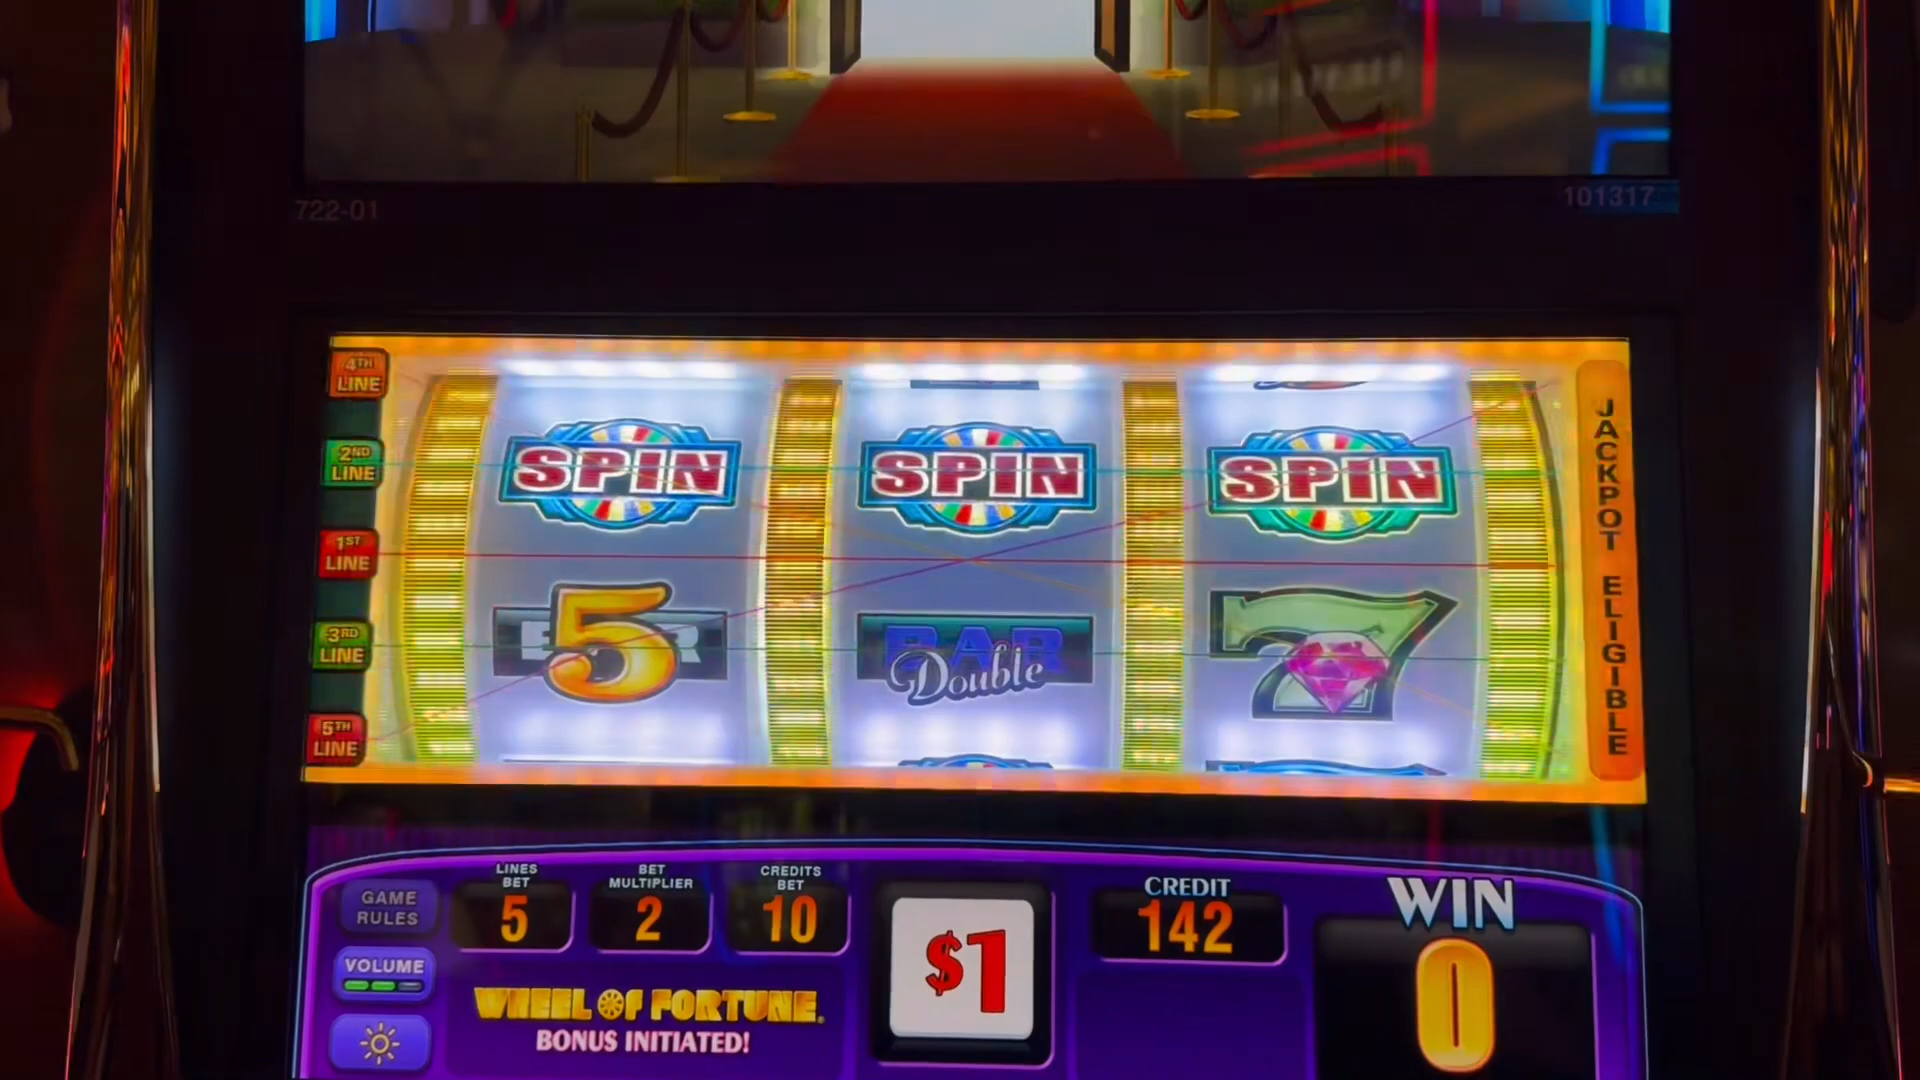 722-01
101317
4TH
LINE
2ND
LINE
1ST
LINE
3RD
LINE
5TH
LINE
SPIN SPIN SPIN
5
BAR
Double
7
JACKPOT ELIGIBLE
GAME
RULES
VOLUME
LINES
BET
5
BET
MULTIPLIER
2
CREDITS
BET
10
WHEEL OF FORTUNE®
BONUS INITIATED!
$1
CREDIT
142
WIN
0